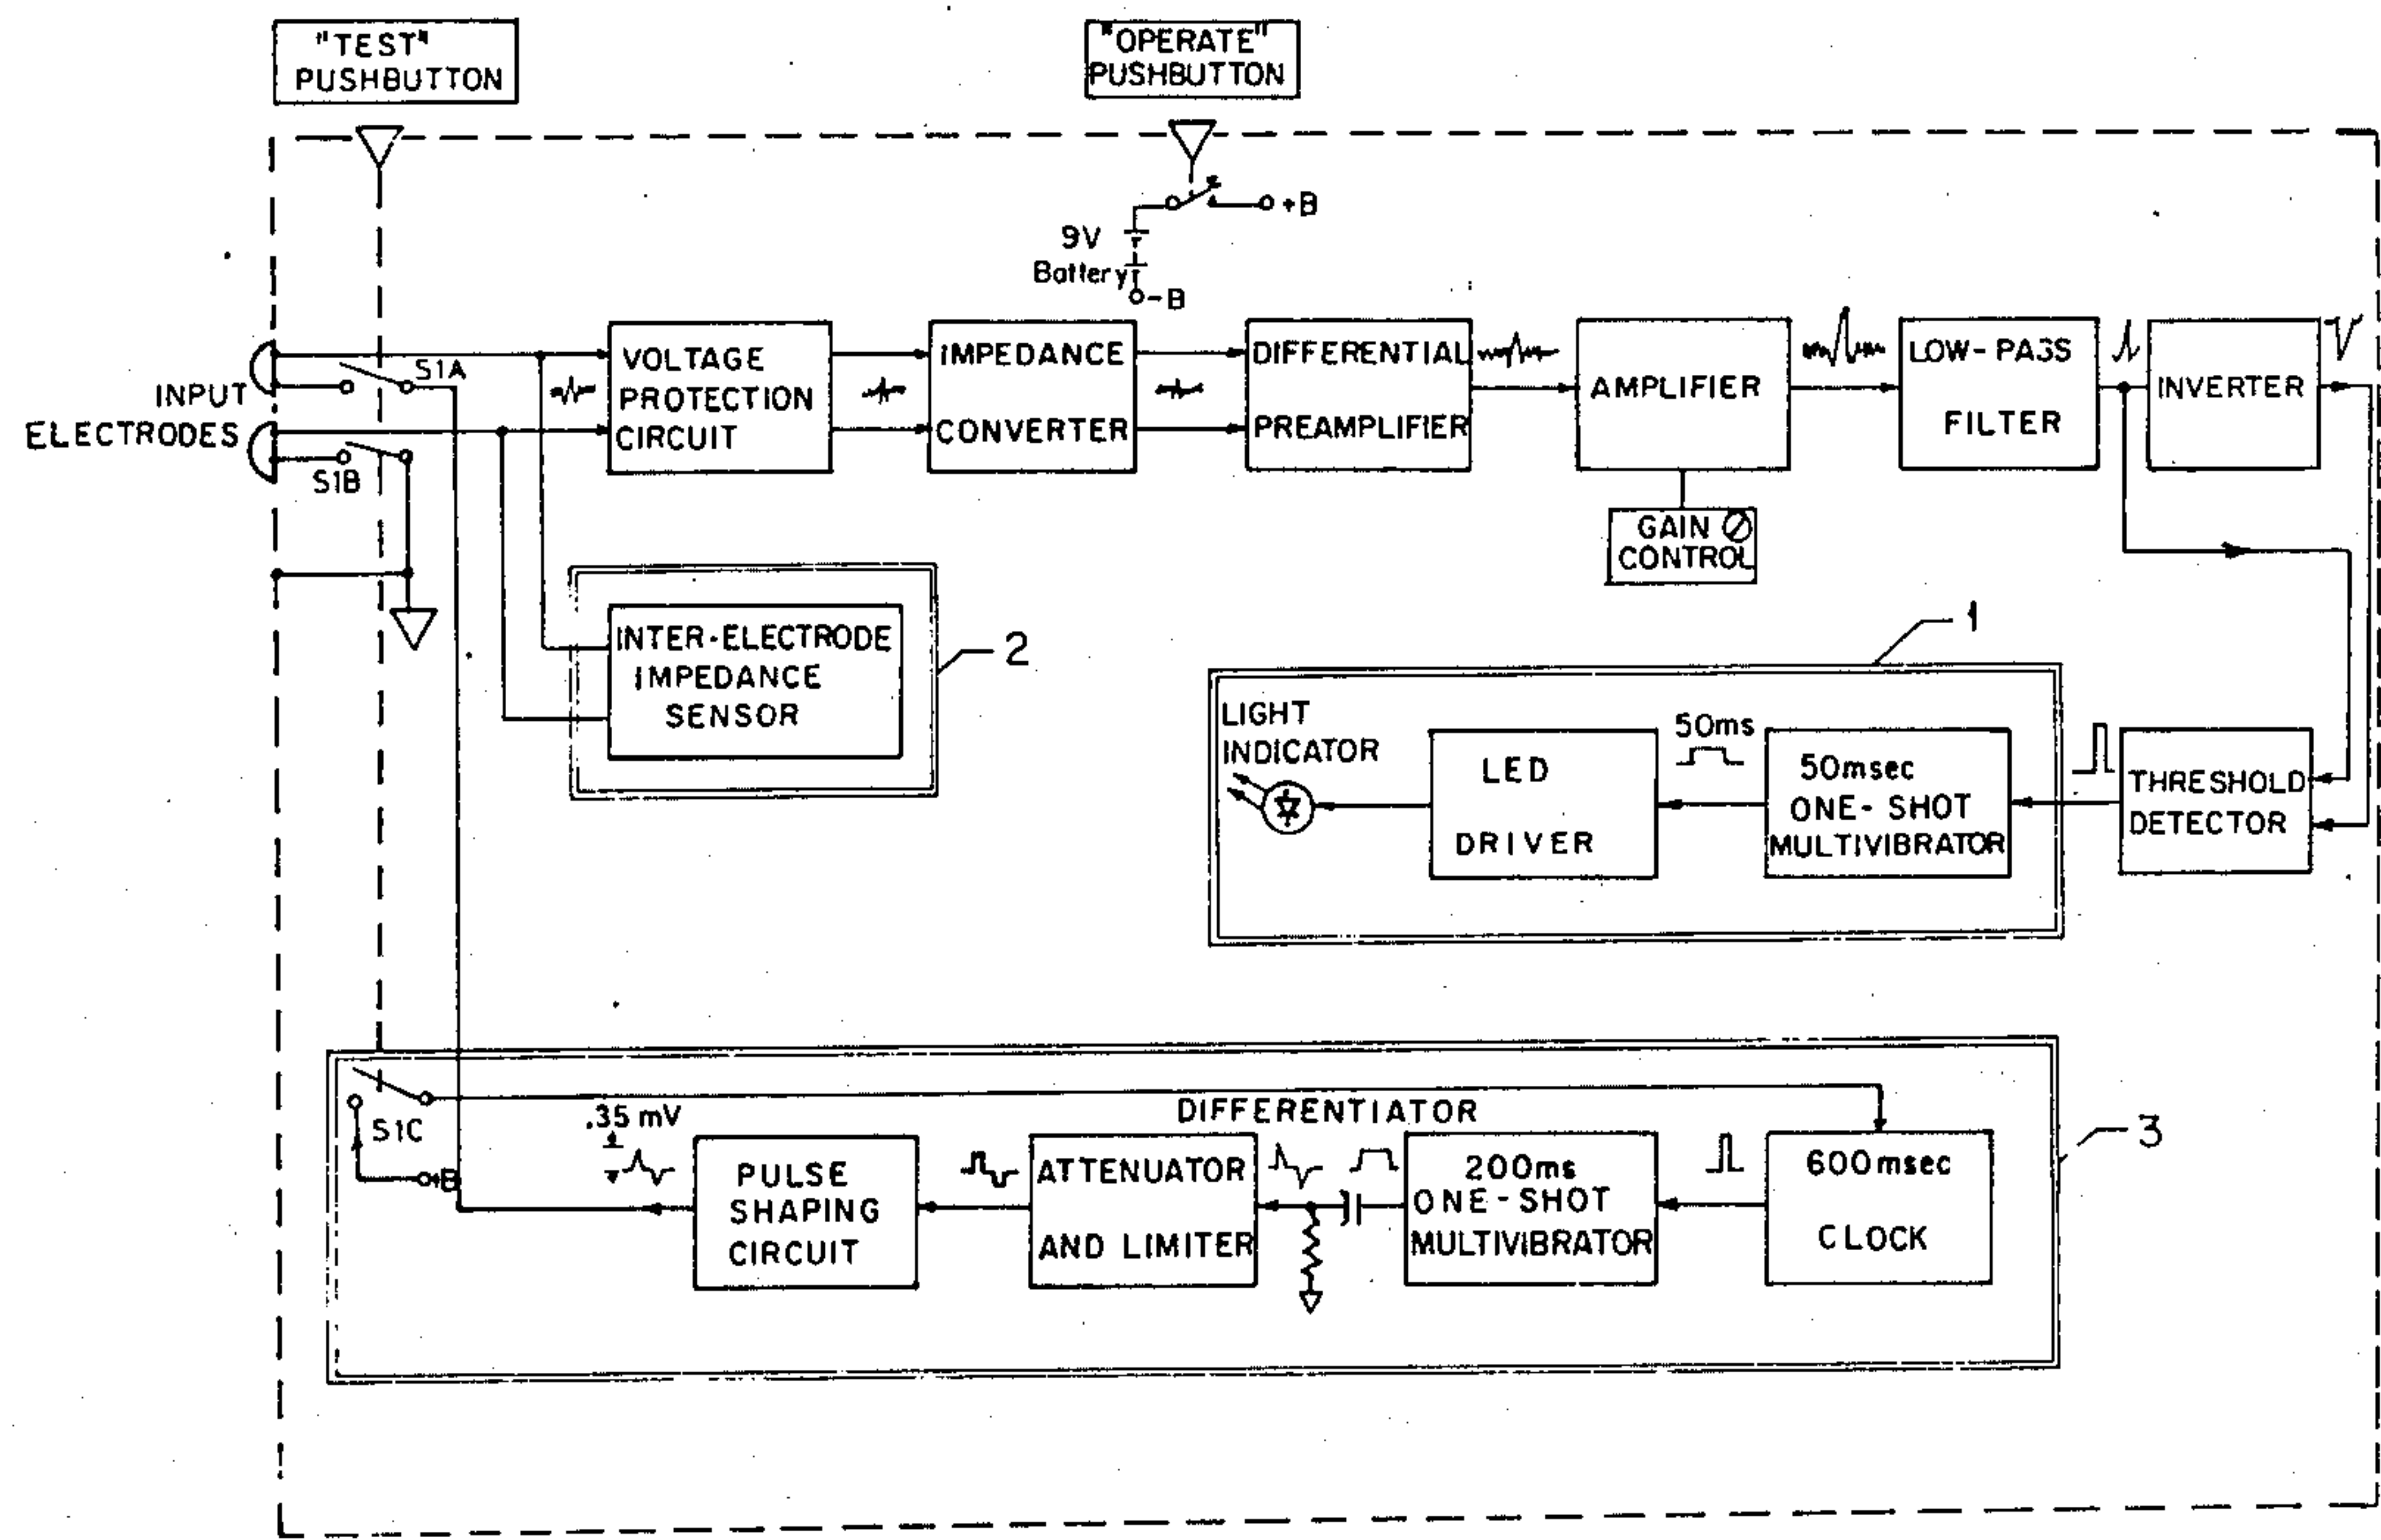 "TEST"
PUSHBUTTON
"OPERATE"
PUSHBUTTON
+B
9V
Battery
-B
INPUT
ELECTRODES
S1A
S1B
VOLTAGE
PROTECTION
CIRCUIT
IMPEDANCE
CONVERTER
DIFFERENTIAL
PREAMPLIFIER
AMPLIFIER
GAIN
CONTROL
LOW-PASS
FILTER
INVERTER
INTER-ELECTRODE
IMPEDANCE
SENSOR
2
1
LIGHT
INDICATOR
LED
DRIVER
50ms
50msec
ONE-SHOT
MULTIVIBRATOR
THRESHOLD
DETECTOR
S1C
+B
.35 mV
PULSE
SHAPING
CIRCUIT
ATTENUATOR
AND LIMITER
DIFFERENTIATOR
200ms
ONE-SHOT
MULTIVIBRATOR
600msec
CLOCK
3